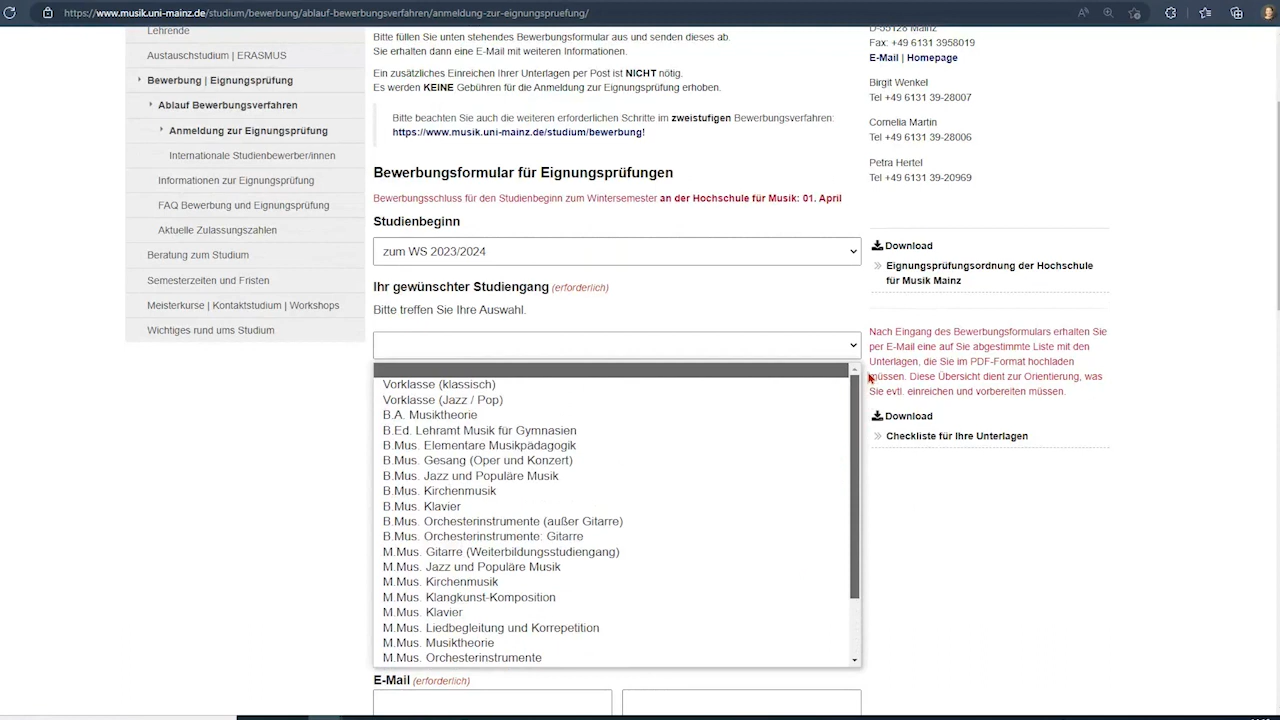 https://www.musik.uni-mainz.de/studium/bewerbung/ablauf-bewerbungsverfahren/anmeldung-zur-eignungspruefung/
Lehrende
Austauschstudium | ERASMUS
Bewerbung | Eignungsprüfung
Ablauf Bewerbungsverfahren
Anmeldung zur Eignungsprüfung
Internationale Studienbewerber/innen
Informationen zur Eignungsprüfung
FAQ Bewerbung und Eignungsprüfung
Aktuelle Zulassungszahlen
Beratung zum Studium
Semesterzeiten und Fristen
Meisterkurse | Kontaktstudium | Workshops
Wichtiges rund ums Studium
Bitte füllen Sie unten stehendes Bewerbungsformular aus und senden dieses ab.
Sie erhalten dann eine E-Mail mit weiteren Informationen.
Ein zusätzliches Einreichen Ihrer Unterlagen per Post ist NICHT nötig.
Es werden KEINE Gebühren für die Anmeldung zur Eignungsprüfung erhoben.
Bitte beachten Sie auch die weiteren erforderlichen Schritte im zweistufigen Bewerbungsverfahren:
https://www.musik.uni-mainz.de/studium/bewerbung!
Bewerbungsformular für Eignungsprüfungen
Bewerbungsschluss für den Studienbeginn zum Wintersemester an der Hochschule für Musik: 01. April
Studienbeginn
zum WS 2023/2024
Ihr gewünschter Studiengang (erforderlich)
Bitte treffen Sie Ihre Auswahl.
Vorklasse (klassisch)
Vorklasse (Jazz / Pop)
B.A. Musiktheorie
B.Ed. Lehramt Musik für Gymnasien
B.Mus. Elementare Musikpädagogik
B.Mus. Gesang (Oper und Konzert)
B.Mus. Jazz und Populäre Musik
B.Mus. Kirchenmusik
B.Mus. Klavier
B.Mus. Orchesterinstrumente (außer Gitarre)
B.Mus. Orchesterinstrumente: Gitarre
M.Mus. Gitarre (Weiterbildungsstudiengang)
M.Mus. Jazz und Populäre Musik
M.Mus. Kirchenmusik
M.Mus. Klangkunst-Komposition
M.Mus. Klavier
M.Mus. Liedbegleitung und Korrepetition
M.Mus. Musiktheorie
M.Mus. Orchesterinstrumente
E-Mail (erforderlich)
D-55128 Mainz
Fax: +49 6131 3958019
E-Mail | Homepage
Birgit Wenkel
Tel +49 6131 39-28007
Cornelia Martin
Tel +49 6131 39-28006
Petra Hertel
Tel +49 6131 39-20969
Download
Eignungsprüfungsordnung der Hochschule
für Musik Mainz
Nach Eingang des Bewerbungsformulars erhalten Sie
per E-Mail eine auf Sie abgestimmte Liste mit den
Unterlagen, die Sie im PDF-Format hochladen
müssen. Diese Übersicht dient zur Orientierung, was
Sie evtl. einreichen und vorbereiten müssen.
Download
Checkliste für Ihre Unterlagen